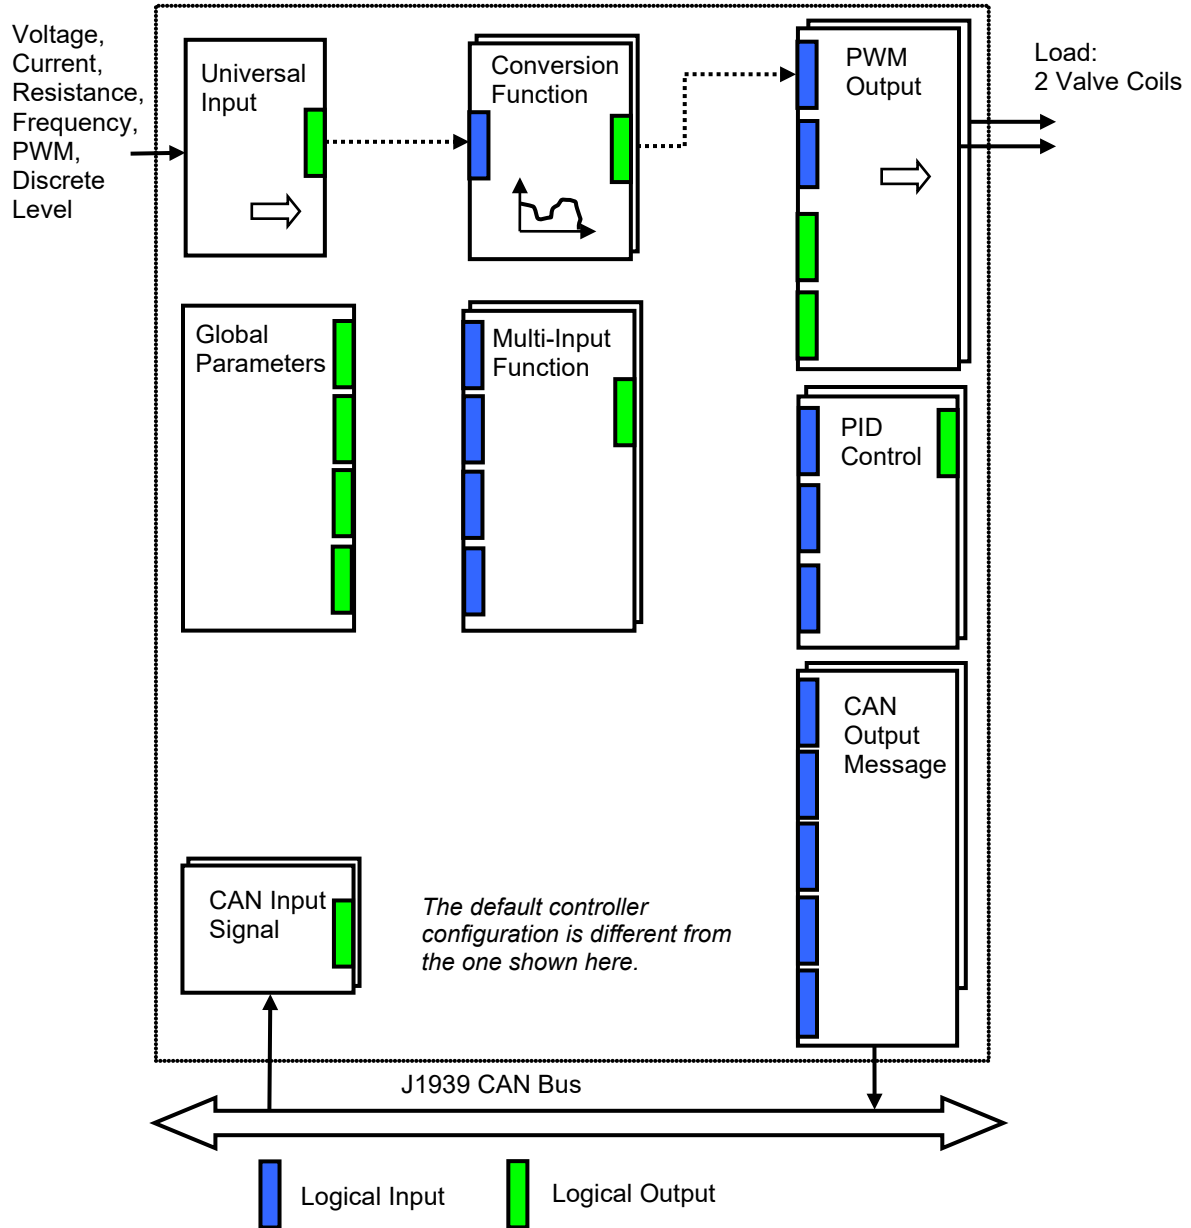 Voltage,
Current,
Resistance,
Frequency,
PWM,
Discrete
Level
Universal
Input
Conversion
Function
PWM
Output
Load:
2 Valve Coils
Global
Parameters
Multi-Input
Function
PID
Control
CAN
Output
Message
CAN Input
Signal
The default controller
configuration is different from
the one shown here.
J1939 CAN Bus
Logical Input
Logical Output